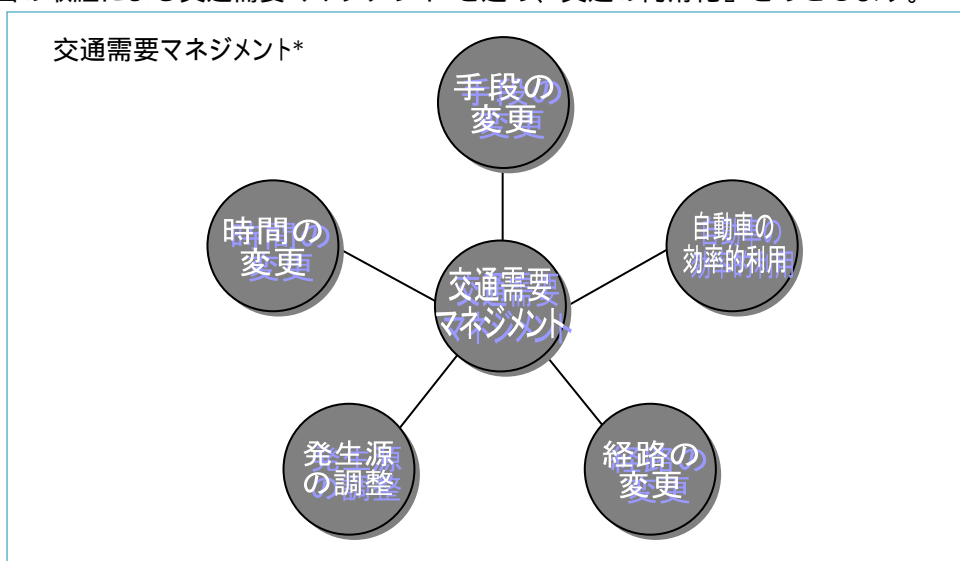 交通需要マネジメント*
手段の
変更
時間の
変更
自動車の
効率的利用
交通需要
マネジメント
発生源
の調整
経路の
変更